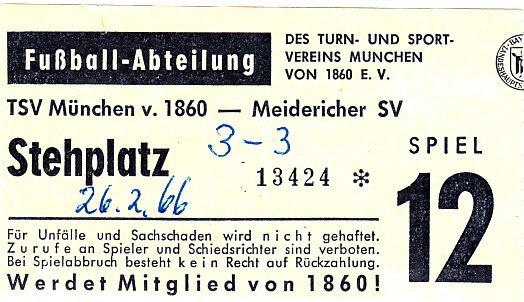 Fußball-Abteilung
DES TURN- UND SPORT-
VEREINS MUNCHEN
VON 1860 E. V.
TSV München v. 1860 — Meidericher SV
3-3
Stehplatz
13424 *
26.2.66
SPIEL
12
Für Unfälle und Sachschaden wird nicht gehaftet.
Zurufe an Spieler und Schiedsrichter sind verboten.
Bei Spielabbruch besteht kein Recht auf Rückzahlung.
Werdet Mitglied von 1860!